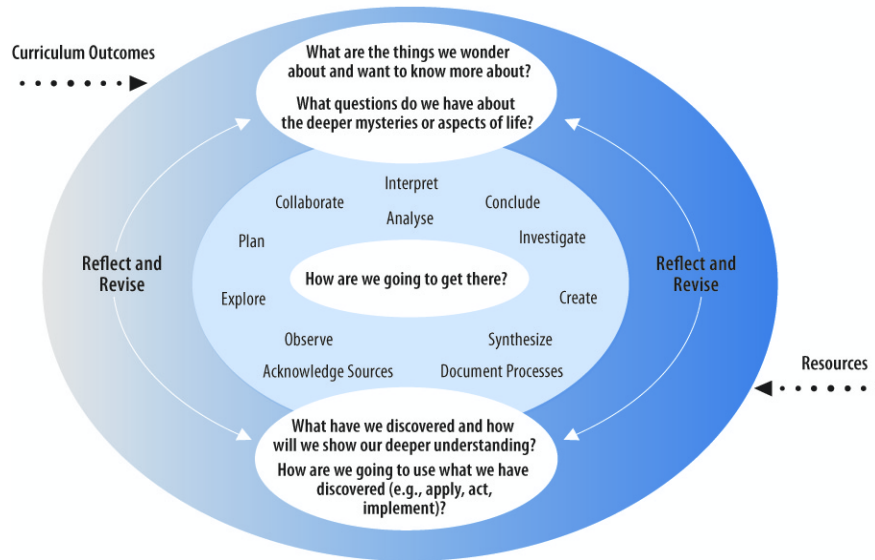 Curriculum Outcomes
What are the things we wonder
about and want to know more about?
What questions do we have about
the deeper mysteries or aspects of life?
Interpret
Collaborate
Conclude
Analyse
Plan
Investigate
Reflect and
Revise
How are we going to get there?
Reflect and
Revise
Explore
Create
Observe
Synthesize
Acknowledge Sources
Document Processes
Resources
What have we discovered and how
will we show our deeper understanding?
How are we going to use what we have
discovered (e.g., apply, act,
implement)?